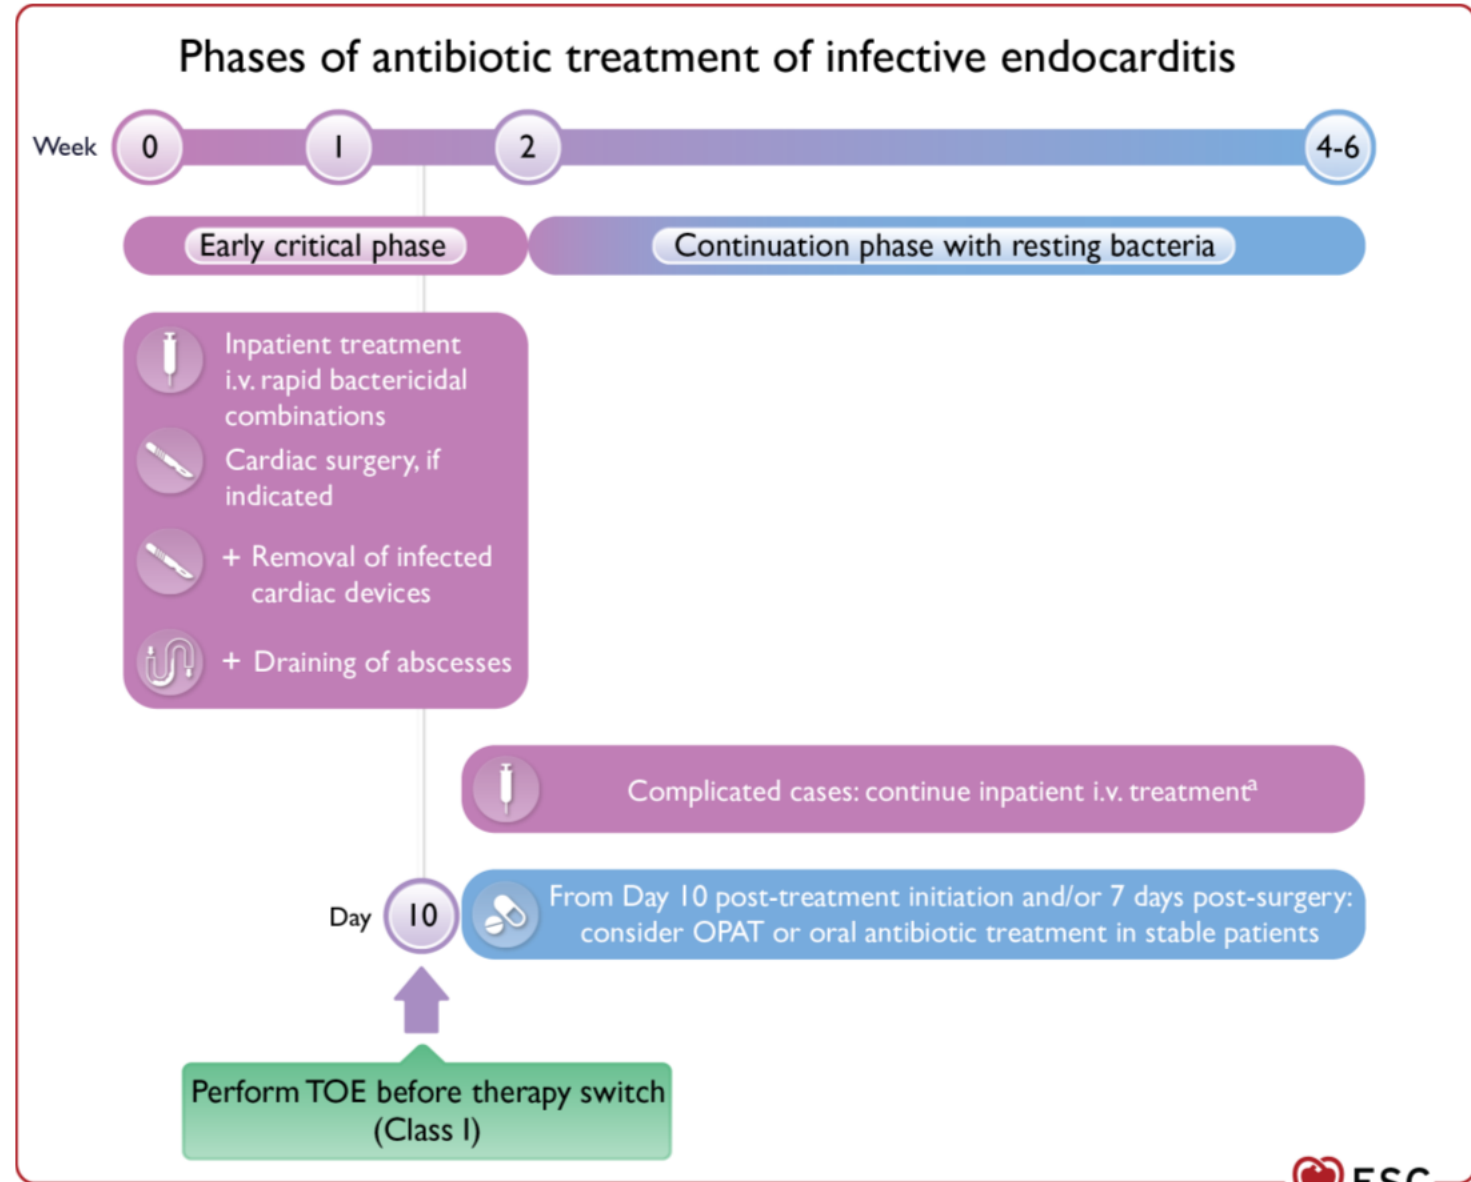 Phases of antibiotic treatment of infective endocarditis
Week
0
1
2
4-6
Early critical phase
Continuation phase with resting bacteria
Inpatient treatment
i.v. rapid bactericidal
combinations
Cardiac surgery, if
indicated
+ Removal of infected
cardiac devices
+ Draining of abscesses
Complicated cases: continue inpatient i.v. treatmentᵃ
Day
10
From Day 10 post-treatment initiation and/or 7 days post-surgery:
consider OPAT or oral antibiotic treatment in stable patients
Perform TOE before therapy switch
(Class I)
ESC